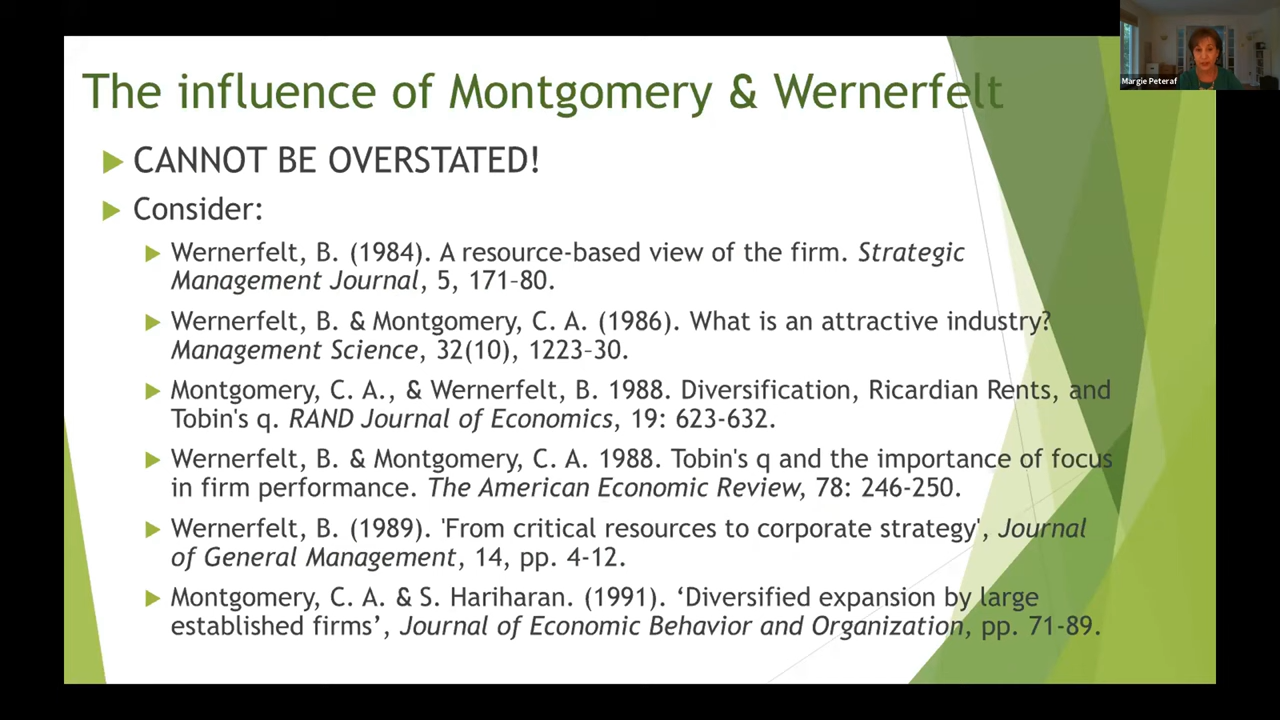 Margie Peteraf
The influence of Montgomery & Wernerfelt
CANNOT BE OVERSTATED!
Consider:
Wernerfelt, B. (1984). A resource-based view of the firm. Strategic
Management Journal, 5, 171–80.
Wernerfelt, B. & Montgomery, C. A. (1986). What is an attractive industry?
Management Science, 32(10), 1223–30.
Montgomery, C. A., & Wernerfelt, B. 1988. Diversification, Ricardian Rents, and
Tobin's q. RAND Journal of Economics, 19: 623-632.
Wernerfelt, B. & Montgomery, C. A. 1988. Tobin's q and the importance of focus
in firm performance. The American Economic Review, 78: 246-250.
Wernerfelt, B. (1989). 'From critical resources to corporate strategy', Journal
of General Management, 14, pp. 4-12.
Montgomery, C. A. & S. Hariharan. (1991). ‘Diversified expansion by large
established firms’, Journal of Economic Behavior and Organization, pp. 71-89.